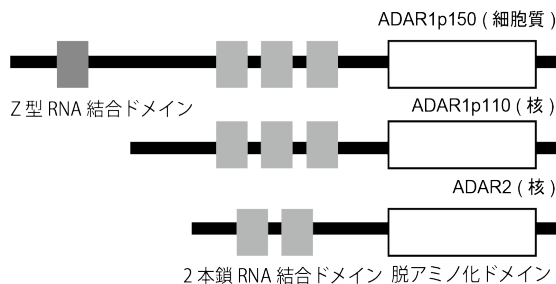 ADAR1p150 ( 細胞質 )
Z 型 RNA 結合ドメイン
ADAR1p110 ( 核 )
ADAR2 ( 核 )
2 本鎖 RNA 結合ドメイン 脱アミノ化ドメイン